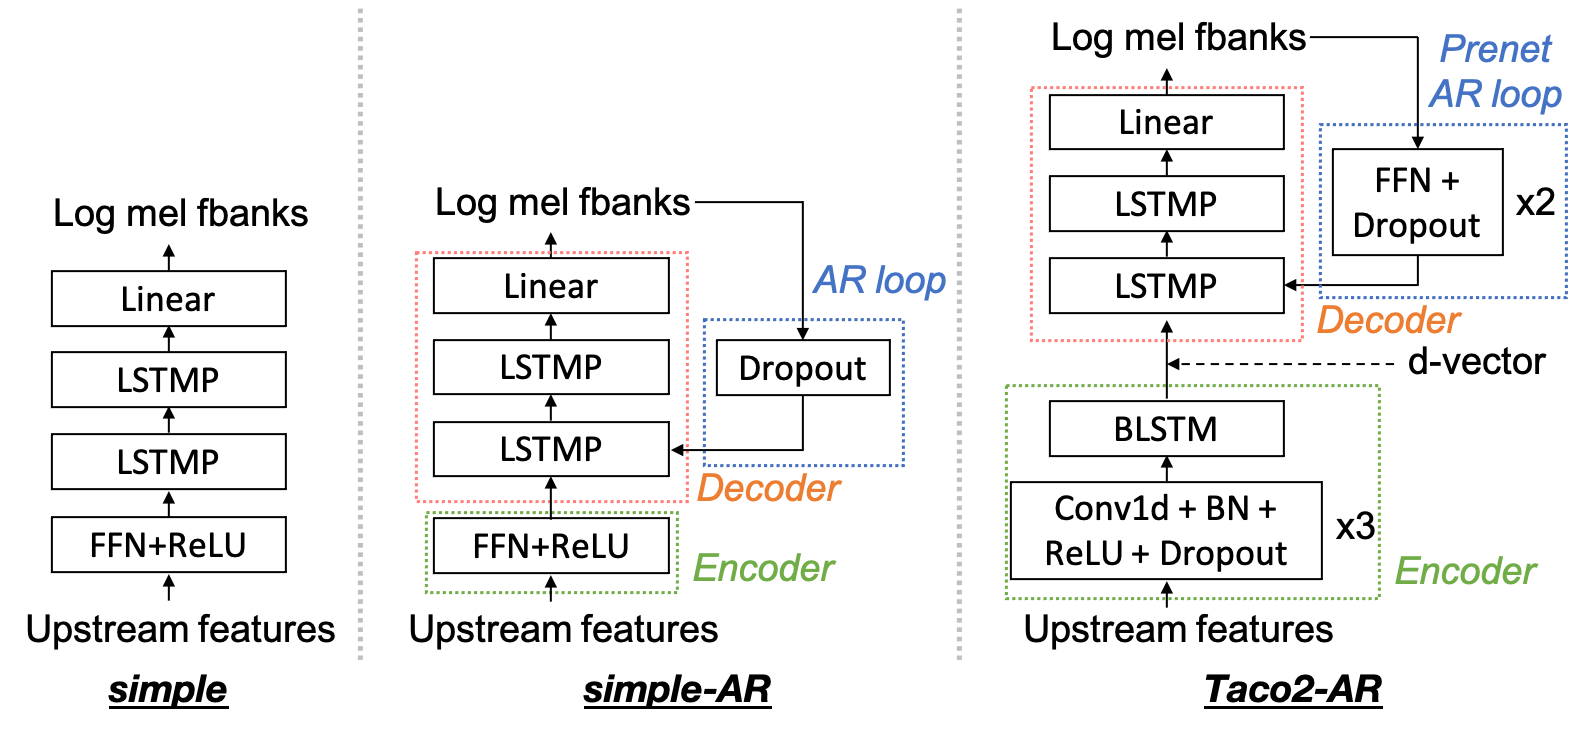 Log mel fbanks
Linear
LSTMP
LSTMP
FFN+ReLU
Upstream features
simple
Log mel fbanks
Linear
LSTMP
LSTMP
AR loop
Dropout
Decoder
FFN+ReLU
Encoder
Upstream features
simple-AR
Log mel fbanks
Prenet
AR loop
Linear
LSTMP
LSTMP
FFN +
Dropout
x2
Decoder
d-vector
BLSTM
Conv1d + BN +
ReLU + Dropout
x3
Encoder
Upstream features
Taco2-AR